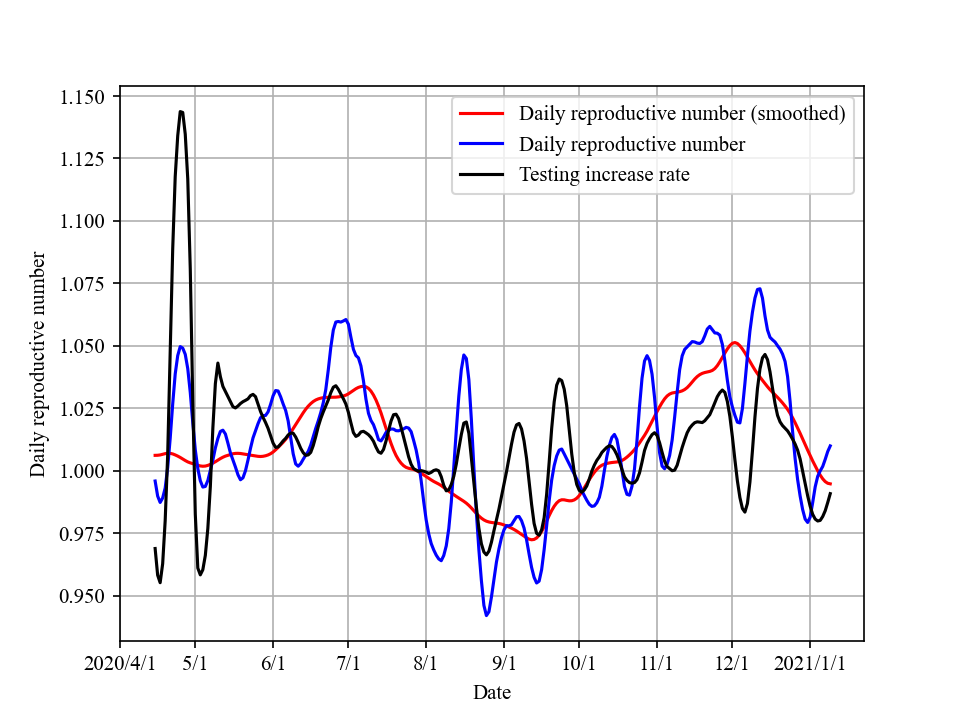 Daily reproductive number (smoothed)
Daily reproductive number
Testing increase rate
Daily reproductive number
1.150
1.125
1.100
1.075
1.050
1.025
1.000
0.975
0.950
2020/4/1 5/1 6/1 7/1 8/1 9/1 10/1 11/1 12/1 2021/1/1
Date